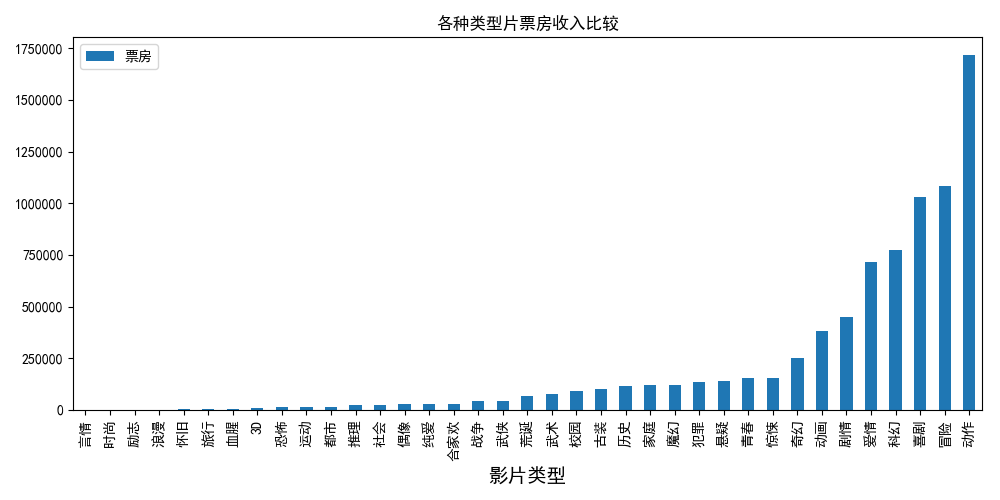 各种类型片票房收入比较
票房
1750000
1500000
1250000
1000000
750000
500000
250000
0
言情
时尚
励志
浪漫
怀旧
旅行
血腥
3D
恐怖
运动
都市
推理
社会
偶像
纯爱
合家欢
战争
武侠
荒诞
武术
校园
古装
历史
家庭
魔幻
犯罪
悬疑
青春
惊悚
奇幻
动画
剧情
爱情
科幻
喜剧
冒险
动作
影片类型